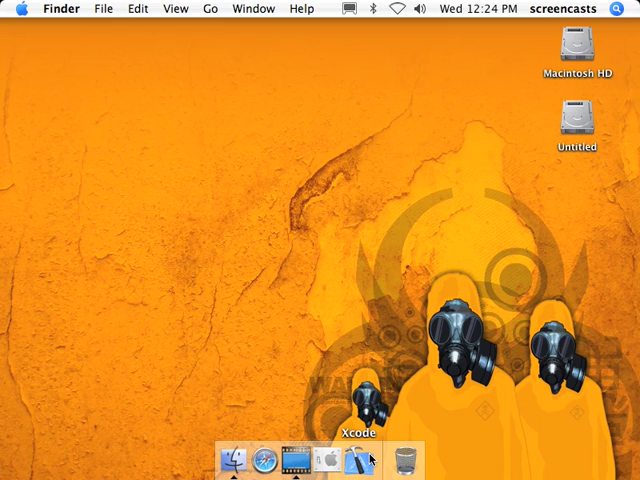 Finder File Edit View Go Window Help Wed 12:24 PM screencasts
Macintosh HD
Untitled
Xcode